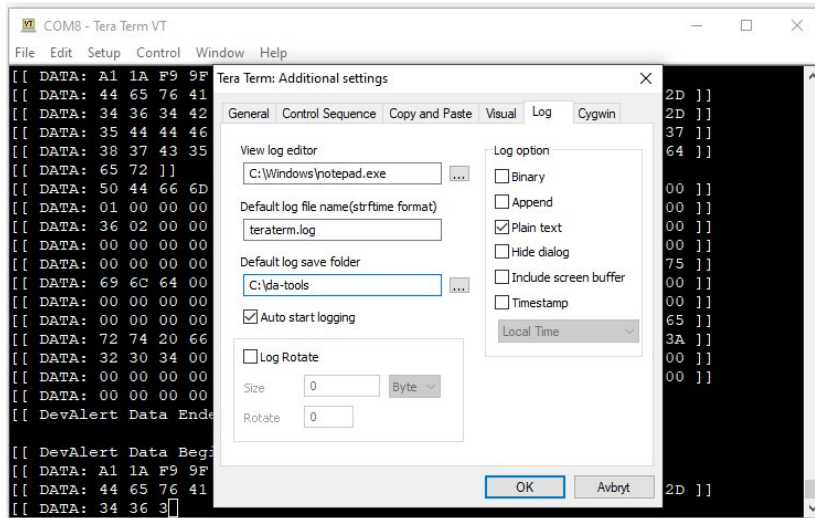 COM8 - Tera Term VT
File Edit Setup Control Window Help
[[ DATA: A1 1A F9 9F
[[ DATA: 44 65 76 41 2D ]]
[[ DATA: 34 36 34 42 2D ]]
[[ DATA: 35 44 44 46 37 ]]
[[ DATA: 38 37 43 35 64 ]]
[[ DATA: 65 72 ]]
[[ DATA: 50 44 66 6D 00 ]]
[[ DATA: 01 00 00 00 00 ]]
[[ DATA: 36 02 00 00 00 ]]
[[ DATA: 00 00 00 00 00 ]]
[[ DATA: 00 00 00 00 75 ]]
[[ DATA: 69 6C 64 00 00 ]]
[[ DATA: 00 00 00 00 00 ]]
[[ DATA: 00 00 00 00 65 ]]
[[ DATA: 72 74 20 66 3A ]]
[[ DATA: 32 30 34 00 00 ]]
[[ DATA: 00 00 00 00 00 ]]
[[ DATA: 00 00 00 00
[[ DevAlert Data Ende
[[ DevAlert Data Begi
[[ DATA: A1 1A F9 9F
[[ DATA: 44 65 76 41 2D ]]
[[ DATA: 34 36 3
Tera Term: Additional settings
General Control Sequence Copy and Paste Visual Log Cygwin
View log editor
C:\Windows\notepad.exe ...
Default log file name(strftime format)
teraterm.log
Default log save folder
C:\da-tools ...
Auto start logging
Log Rotate
Size 0 Byte
Rotate 0
Log option
Binary
Append
Plain text
Hide dialog
Include screen buffer
Timestamp
Local Time
OK Avbryt